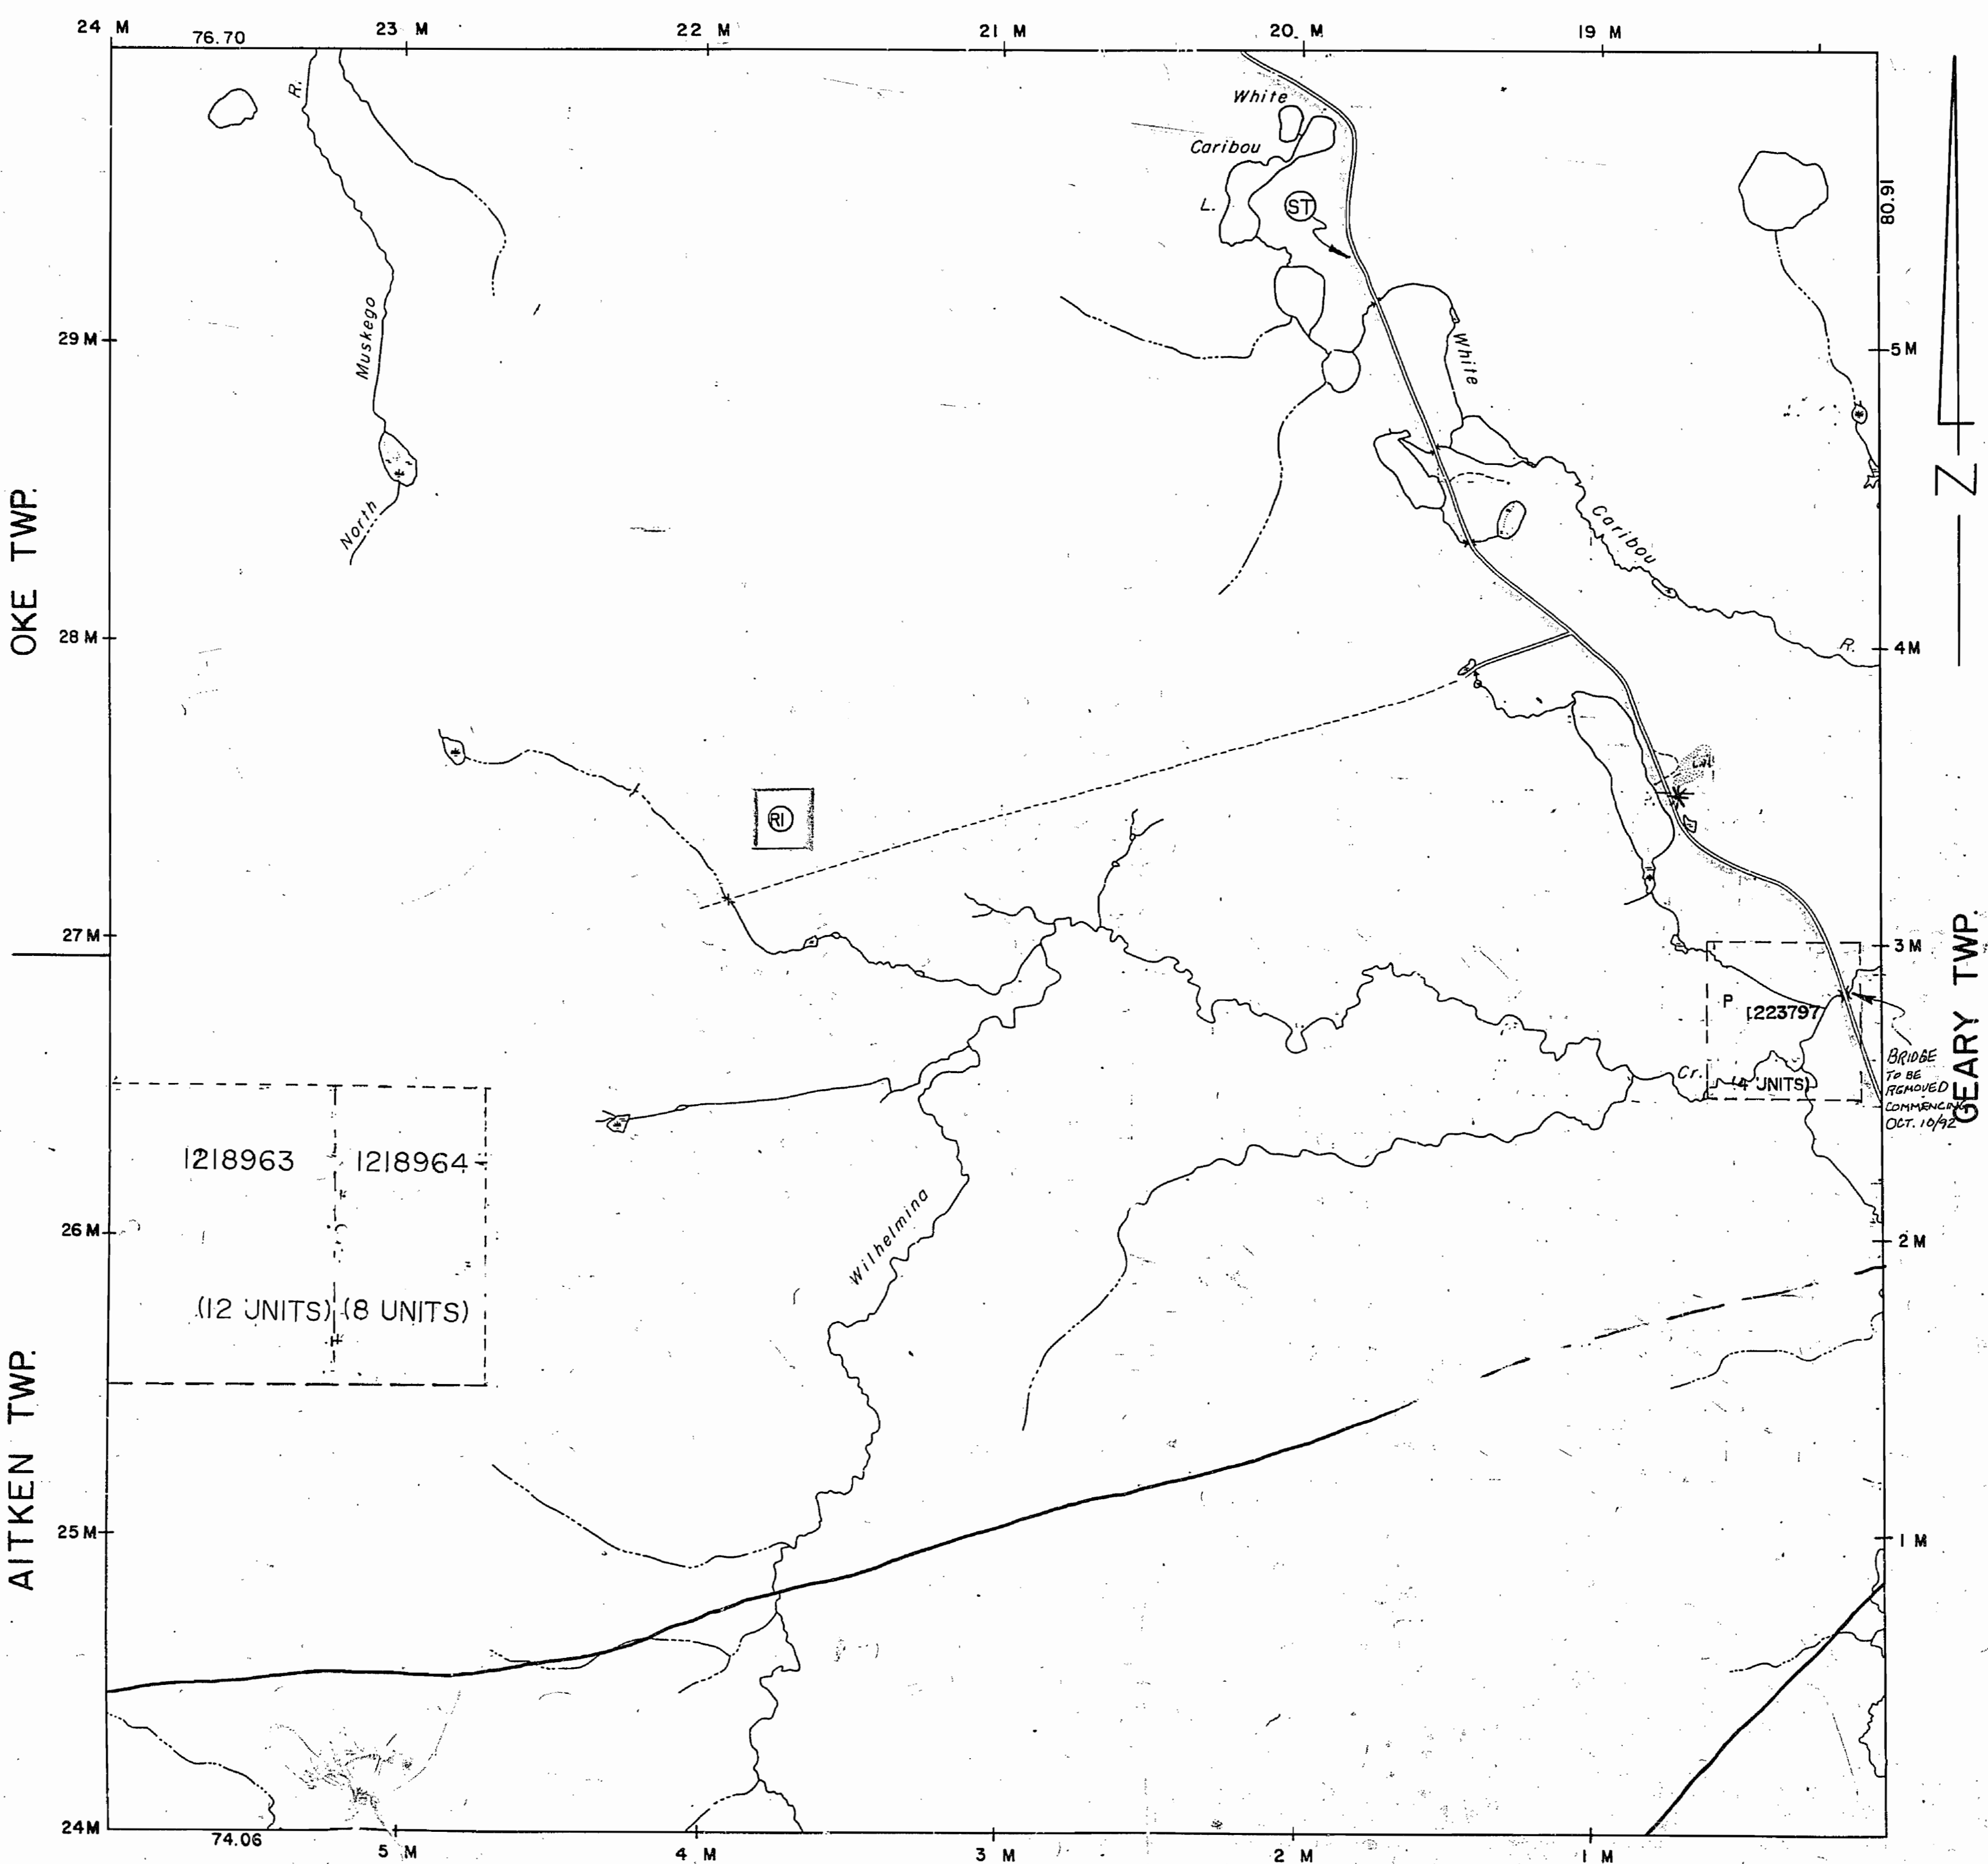 24 M
23 M
22 M
21 M
20 M
19 M
76.70
R.
White
Caribou
L.
ST
80.91
Muskego
White
29 M
5 M
North
Caribou
Z
OKE TWP.
28 M
R.
4 M
RI
27 M
3 M
GEARY TWP.
P
1223797
Cr.
(4 UNITS)
BRIDGE
TO BE
REMOVED
COMMENCING
OCT. 10/92
1218963
1218964
Wilhelmina
26 M
2 M
(12 UNITS)
(8 UNITS)
AITKEN TWP.
25 M
1 M
24 M
74.06
5 M
4 M
3 M
2 M
1 M